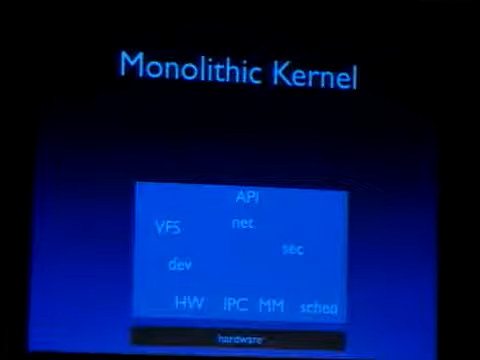 Monolithic Kernel
API
VFS net
sec
dev
HW IPC MM sched
hardware